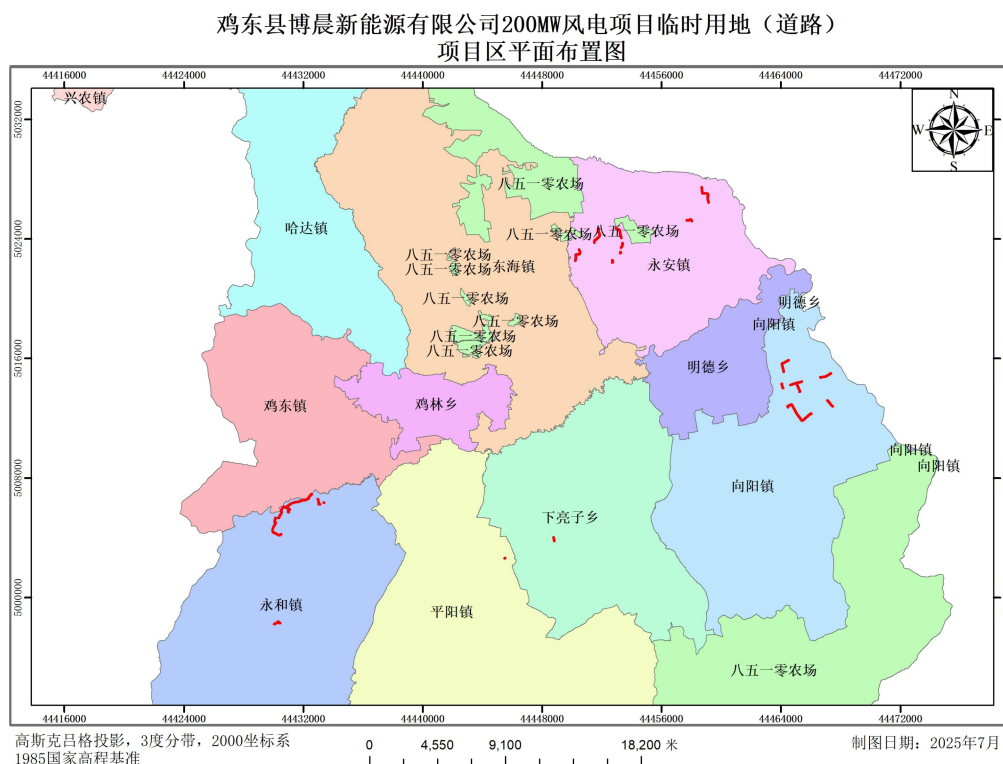 鸡东县博晨新能源有限公司200MW风电项目临时用地（道路）
项目区平面布置图
44416000 44424000 44432000 44440000 44448000 44456000 44464000 44472000
兴农镇
N
W E
S
5032000
八五一零农场
哈达镇
八五一零农场 八五一零农场
5024000
八五一零农场 东海镇 永安镇
八五一零农场
八五一零农场
明德乡
八五一零农场 向阳镇
八五一零农场
八五一零农场
5016000
明德乡
鸡东镇 鸡林乡
向阳镇
向阳镇
5008000
向阳镇
下亮子乡
5000000
永和镇 平阳镇
八五一零农场
44416000 44424000 44432000 44440000 44448000 44456000 44464000 44472000
高斯克吕格投影，3度分带，2000坐标系
1985国家高程基准
0 4,550 9,100 18,200 米
制图日期：2025年7月